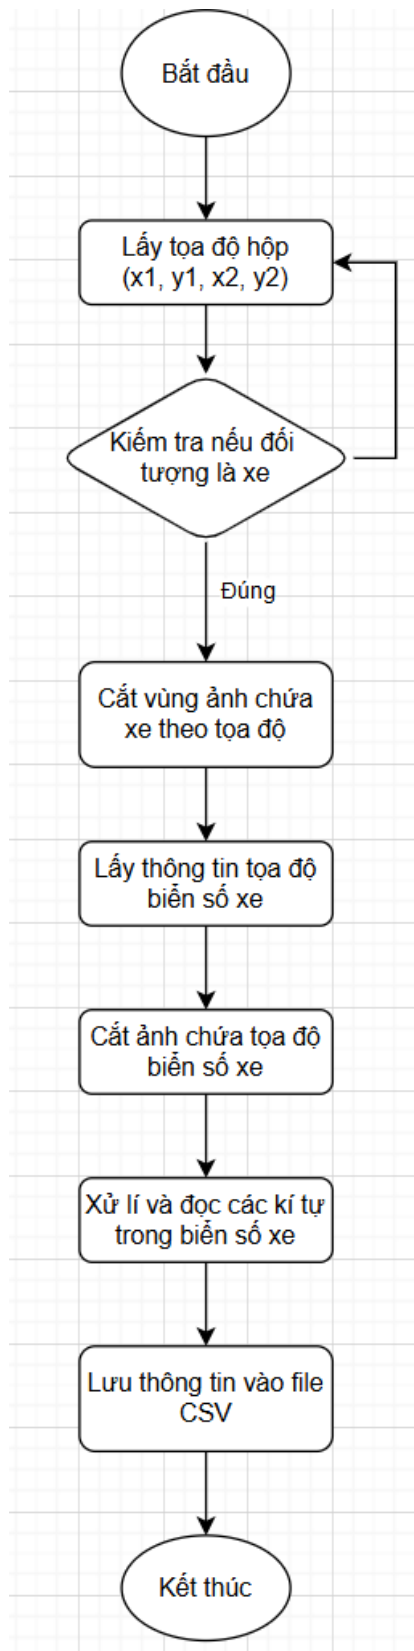 Bắt đầu
Lấy tọa độ hộp
(x1, y1, x2, y2)
Kiểm tra nếu đối
tượng là xe
Đúng
Cắt vùng ảnh chứa
xe theo tọa độ
Lấy thông tin tọa độ
biển số xe
Cắt ảnh chứa tọa độ
biển số xe
Xử lí và đọc các kí tự
trong biển số xe
Lưu thông tin vào file
CSV
Kết thúc